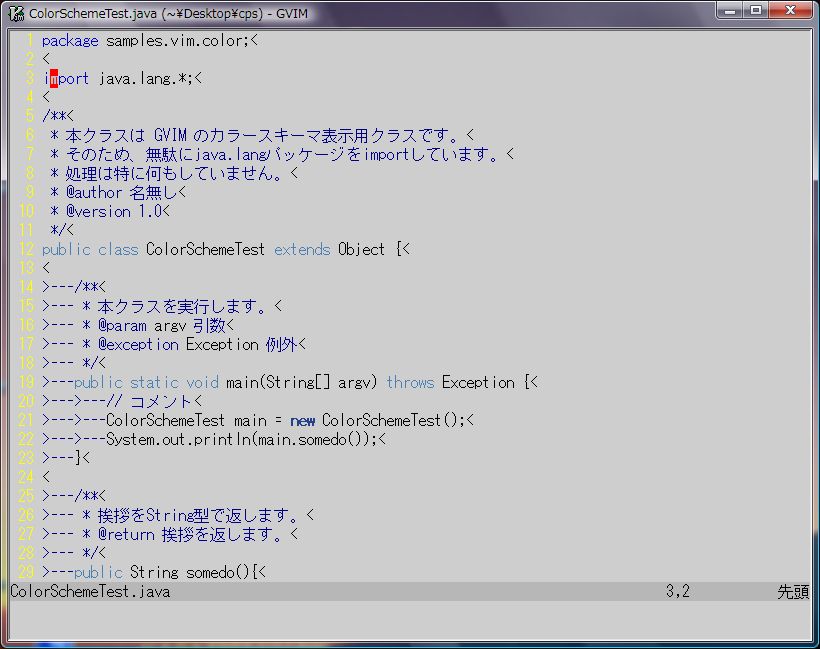 ColorSchemeTest.java (~¥Desktop¥cps) - GVIM
1 package samples.vim.color;<
2 <
3 import java.lang.*;<
4 <
5 /**<
6  * 本クラスは GVIM のカラースキーマ表示用クラスです。<
7  * そのため、無駄にjava.langパッケージをimportしています。<
8  * 処理は特に何もしていません。<
9  * @author 名無し<
10  * @version 1.0<
11  */<
12 public class ColorSchemeTest extends Object {<
13 <
14 >---/**<
15 >--- * 本クラスを実行します。<
16 >--- * @param argv 引数<
17 >--- * @exception Exception 例外<
18 >--- */<
19 >---public static void main(String[] argv) throws Exception {<
20 >--->---// コメント<
21 >--->---ColorSchemeTest main = new ColorSchemeTest();<
22 >--->---System.out.println(main.somedo());<
23 >---}<
24 <
25 >---/**<
26 >--- * 挨拶をString型で返します。<
27 >--- * @return 挨拶を返します。<
28 >--- */<
29 >---public String somedo(){<
ColorSchemeTest.java 3,2 先頭